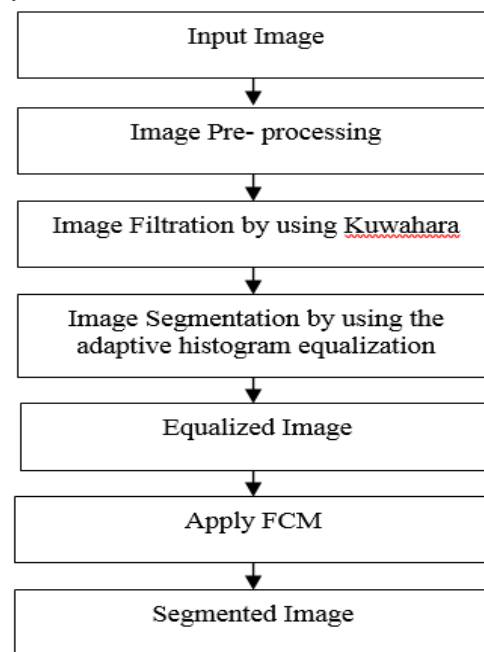 Input Image
Image Pre- processing
Image Filtration by using Kuwahara
Image Segmentation by using the
adaptive histogram equalization
Equalized Image
Apply FCM
Segmented Image